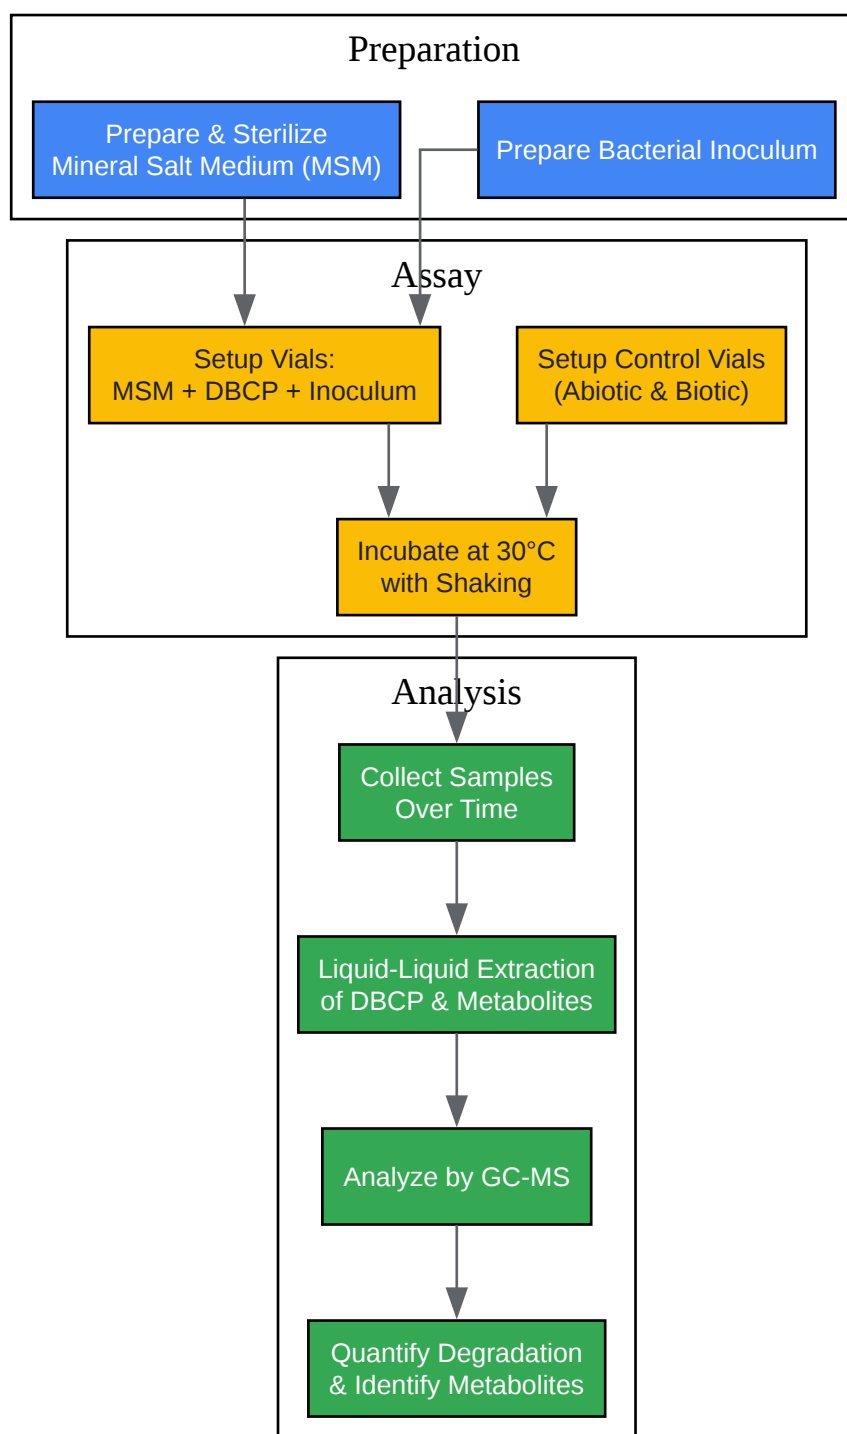 Preparation
Prepare & Sterilize
Mineral Salt Medium (MSM)
Prepare Bacterial Inoculum
Assay
Setup Vials:
MSM + DBCP + Inoculum
Setup Control Vials
(Abiotic & Biotic)
Incubate at 30°C
with Shaking
Analysis
Collect Samples
Over Time
Liquid-Liquid Extraction
of DBCP & Metabolites
Analyze by GC-MS
Quantify Degradation
& Identify Metabolites